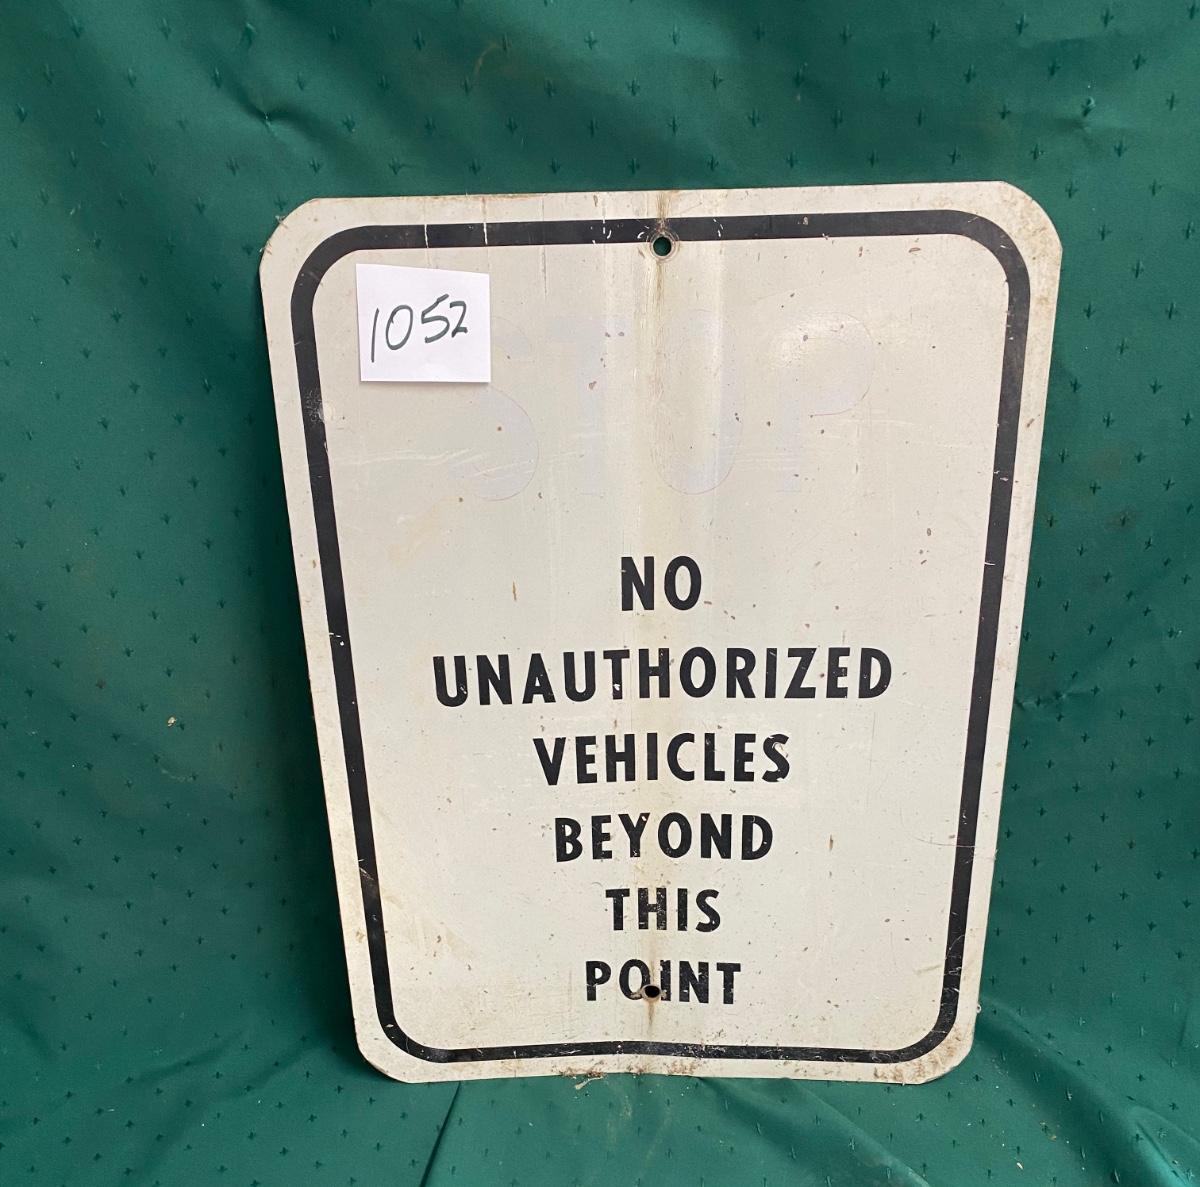 1052
STOP
NO
UNAUTHORIZED
VEHICLES
BEYOND
THIS
POINT